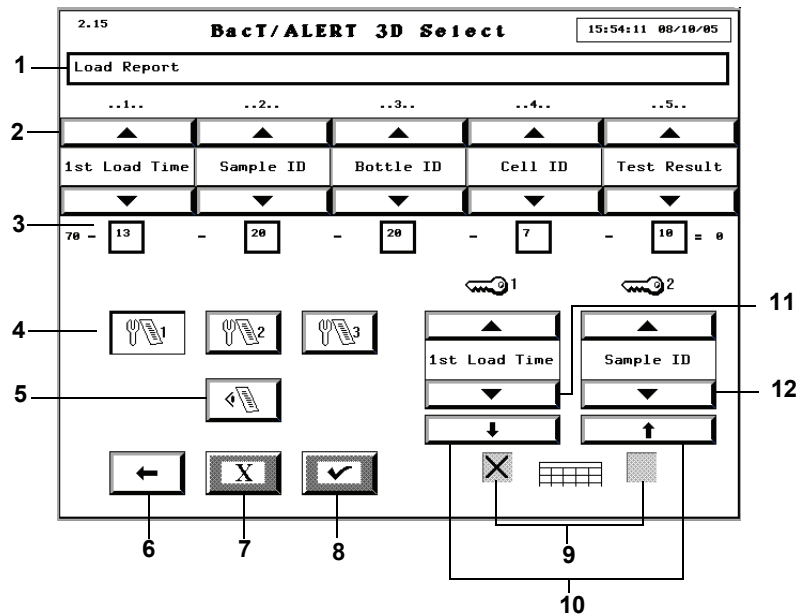 2.15 BacT/ALERT 3D Select 15:54:11 08/10/05
1 Load Report
..1.. ..2.. ..3.. ..4.. ..5..
2
1st Load Time Sample ID Bottle ID Cell ID Test Result
3 70 - 13 - 20 - 20 - 7 - 10 = 0
1 2
11
4 1 2 3
1st Load Time Sample ID
5 12
X
6 7 8 9
10